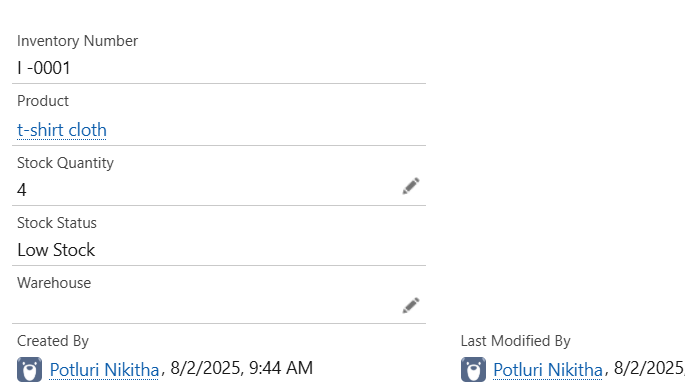 Inventory Number
I -0001
Product
t-shirt cloth
Stock Quantity
4
Stock Status
Low Stock
Warehouse
Created By
Potluri Nikitha, 8/2/2025, 9:44 AM
Last Modified By
Potluri Nikitha, 8/2/2025,